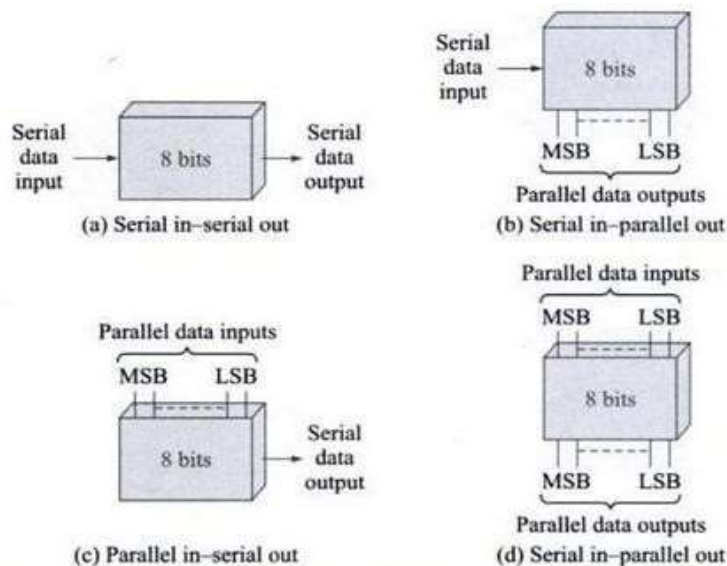 Serial
data
input
8 bits
Serial
data
output
(a) Serial in–serial out
Serial
data
input
8 bits
MSB LSB
Parallel data outputs
(b) Serial in–parallel out
Parallel data inputs
MSB LSB
8 bits
Serial
data
output
(c) Parallel in–serial out
Parallel data inputs
MSB LSB
8 bits
MSB LSB
Parallel data outputs
(d) Serial in–parallel out